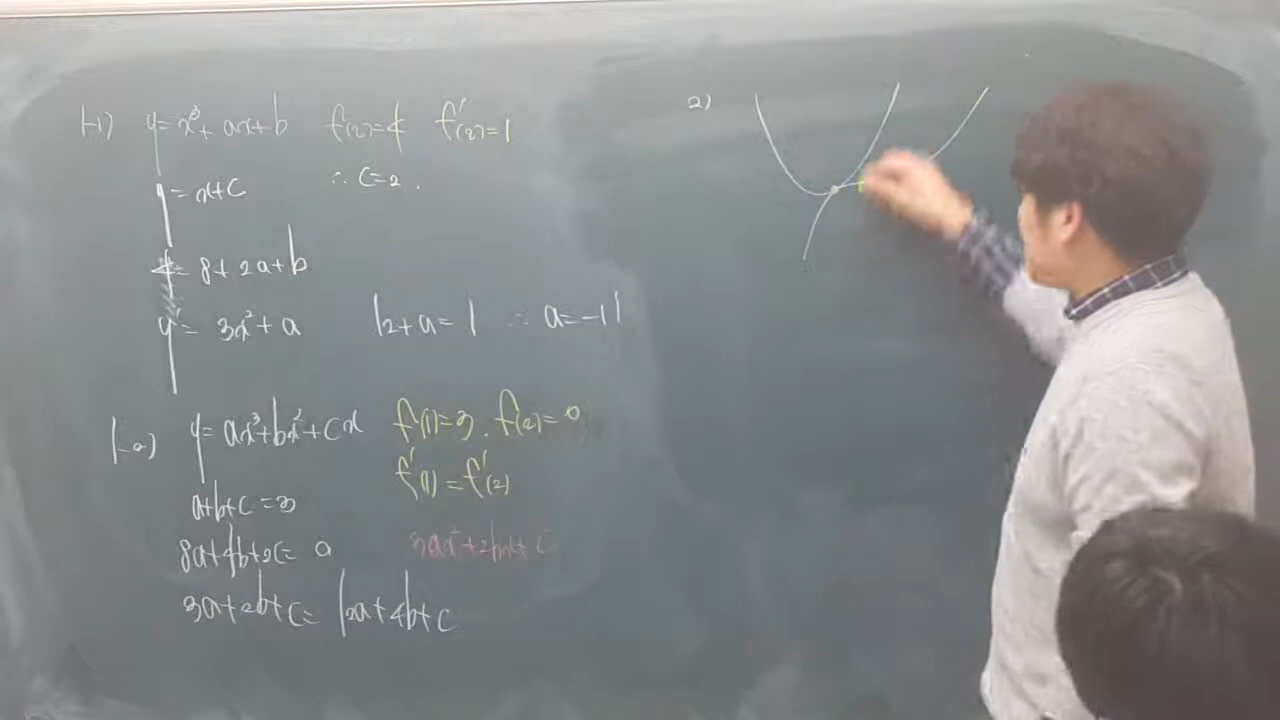 1-1) y=x³+ax+b f(2)=4 f'(2)=1
y=x+c ∴ c=2.
4=8+2a+b
y'=3x²+a 12+a=1 ∴ a=-11
1-2) y=ax³+bx²+cx f(1)=3. f(2)=0
f'(1)=f'(2)
a+b+c=3
8a+4b+2c=0 3ax²+2bx+c
3a+2b+c=12a+4b+c
2)